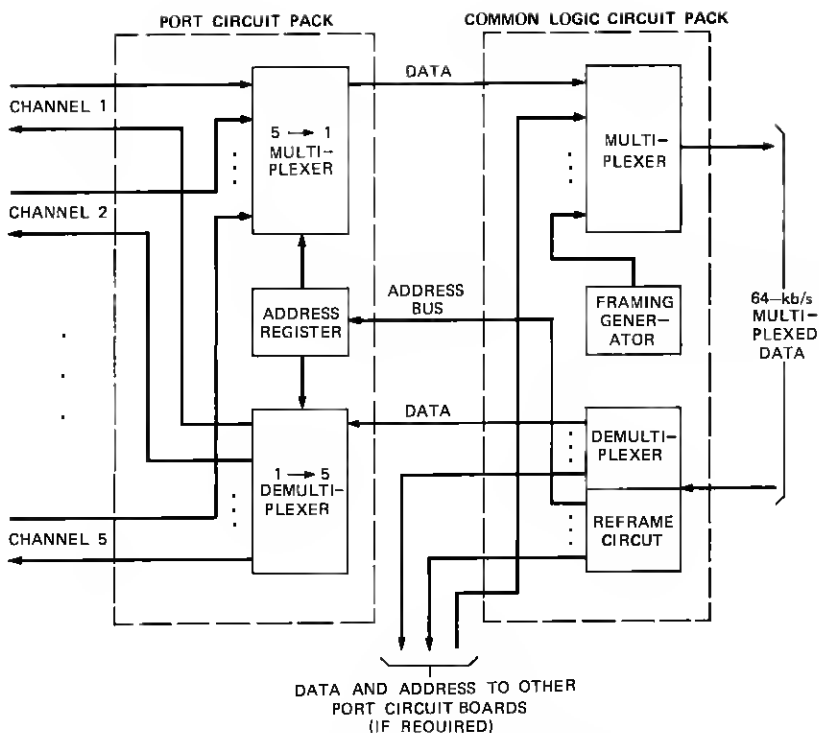 PORT CIRCUIT PACK
COMMON LOGIC CIRCUIT PACK
CHANNEL 1
5 → 1
MULTI-
PLEXER
DATA
MULTI-
PLEXER
CHANNEL 2
ADDRESS
REGISTER
ADDRESS
BUS
FRAMING
GENER-
ATOR
64-kb/s
MULTI-
PLEXED
DATA
DATA
1 → 5
DEMULTI-
PLEXER
DEMULTI-
PLEXER
REFRAME
CIRCUT
CHANNEL 5
DATA AND ADDRESS TO OTHER
PORT CIRCUIT BOARDS
(IF REQUIRED)